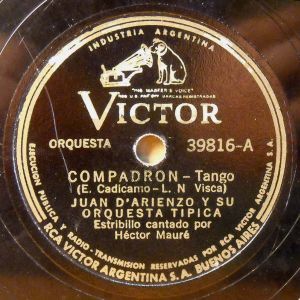 INDUSTRIA ARGENTINA
"HIS MASTER'S VOICE"
VICTOR
ORQUESTA
39816-A
COMPADRON - Tango
(E. Cadicamo - L. N Visca)
JUAN D'ARIENZO Y SU
ORQUESTA TIPICA
Estribillo cantado por
Héctor Mauré
EJECUCION PUBLICA Y RADIO-TRANSMISION RESERVADAS POR RCA VICTOR ARGENTINA S.A.
RCA VICTOR ARGENTINA S.A. BUENOS AIRES